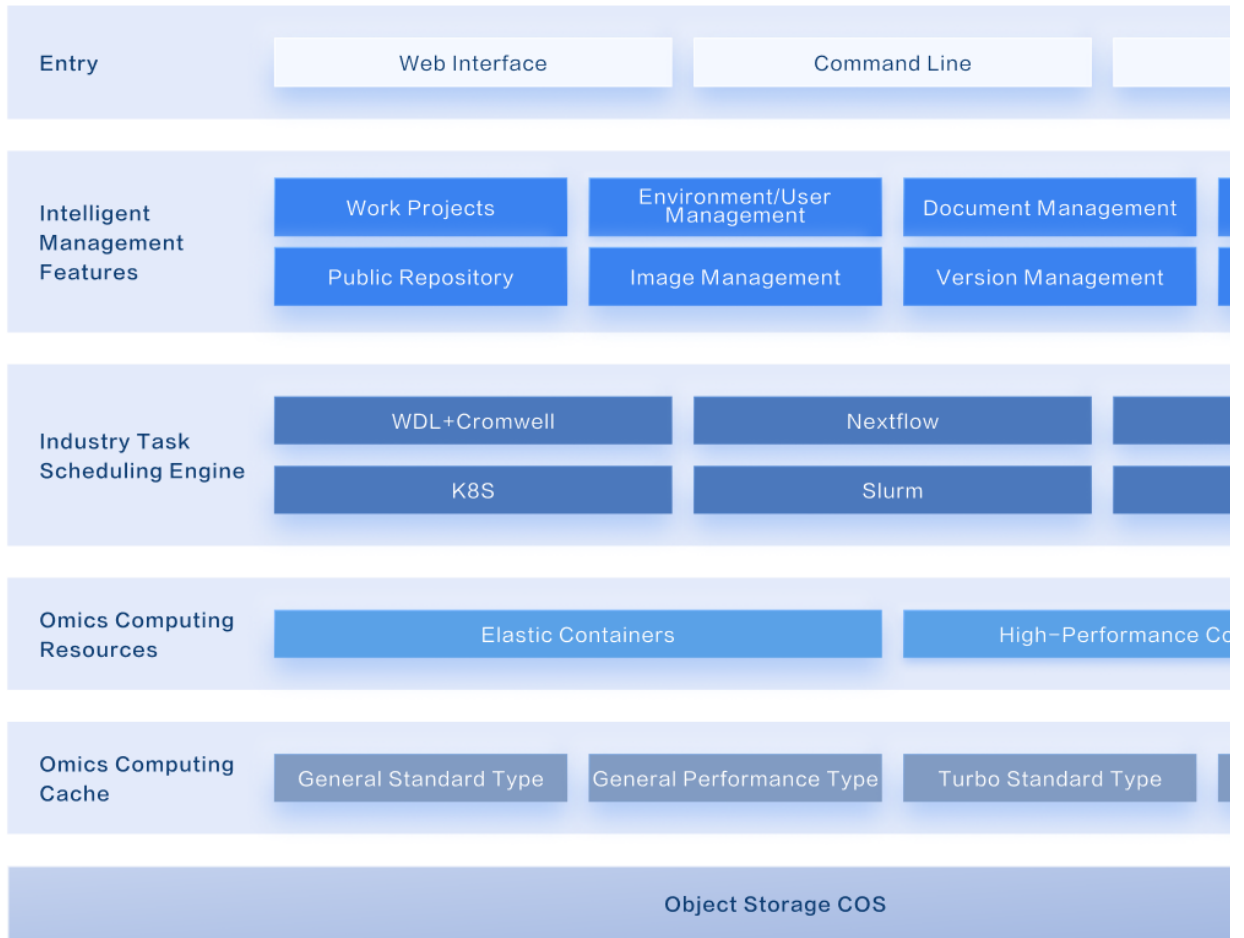 Entry
Web Interface
Command Line
Intelligent
Management
Features
Work Projects
Environment/User
Management
Document Management
Public Repository
Image Management
Version Management
Industry Task
Scheduling Engine
WDL+Cromwell
Nextflow
K8S
Slurm
Omics Computing
Resources
Elastic Containers
High-Performance
Omics Computing
Cache
General Standard Type
General Performance Type
Turbo Standard Type
Object Storage COS